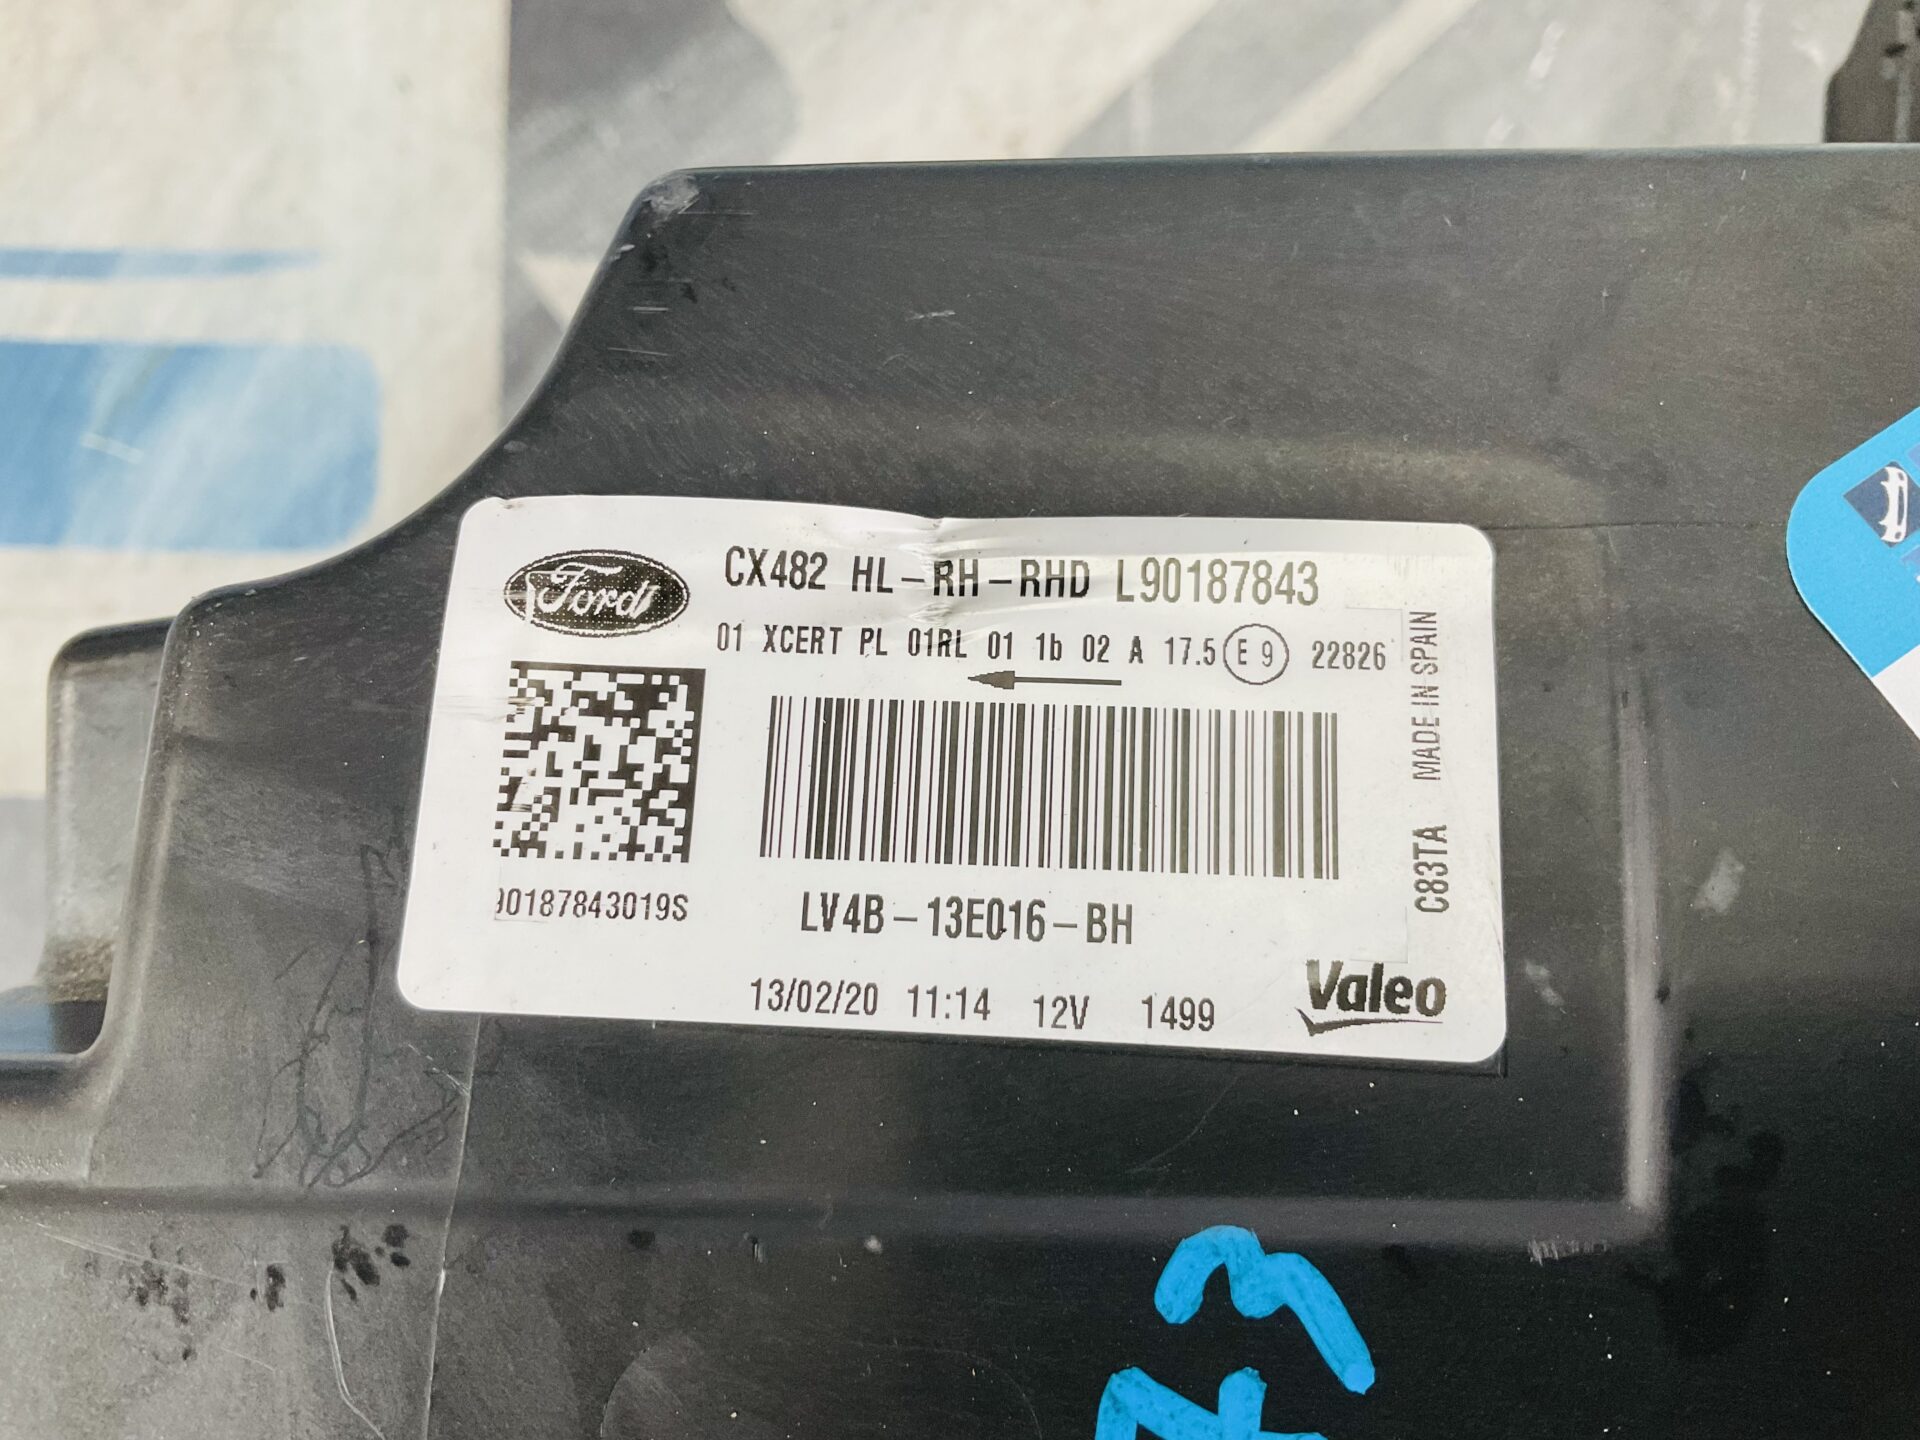 Ford
CX482 HL-RH-RHD L90187843
01 XCERT PL 01RL 01 1b 02 A 17.5 E 9 22826
MADE IN SPAIN
C83TA
90187843019S
LV4B-13E016-BH
13/02/20 11:14 12V 1499
Valeo